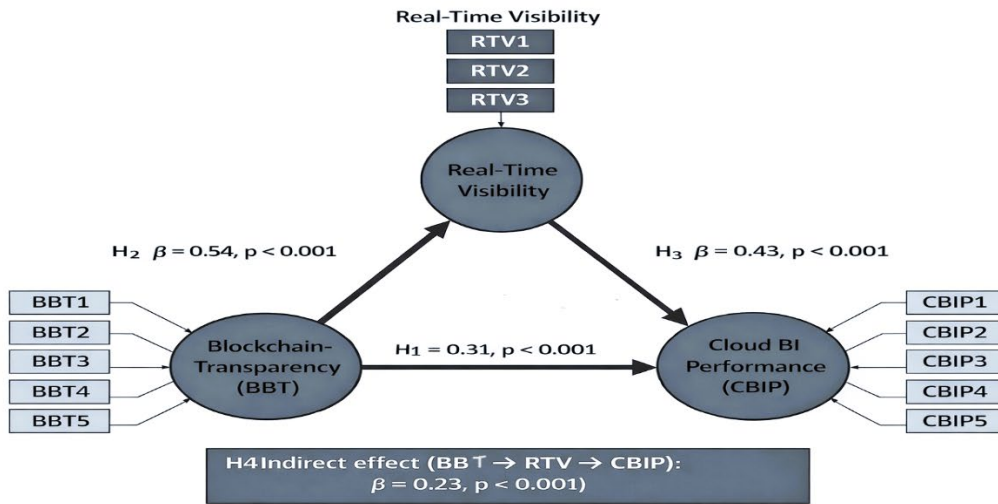 Real-Time Visibility
RTV1
RTV2
RTV3
Real-Time
Visibility
H₂ β = 0.54, p < 0.001
H₃ β = 0.43, p < 0.001
BBT1
BBT2
BBT3
BBT4
BBT5
Blockchain-
Transparency
(BBT)
H₁ = 0.31, p < 0.001
Cloud BI
Performance
(CBIP)
CBIP1
CBIP2
CBIP3
CBIP4
CBIP5
H4 Indirect effect (BBT → RTV → CBIP):
β = 0.23, p < 0.001)